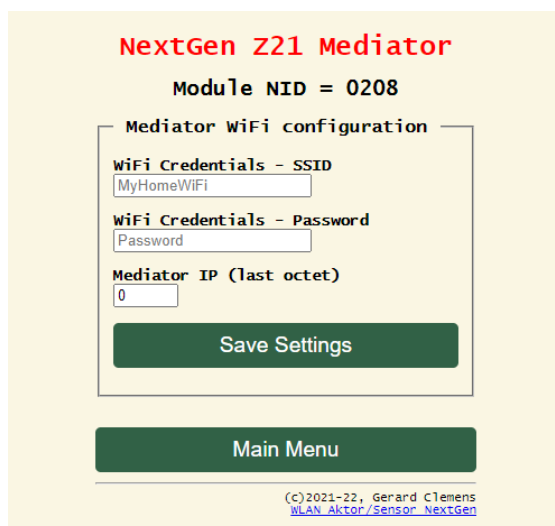 NextGen Z21 Mediator
Module NID = 0208
Mediator WiFi configuration
WiFi Credentials - SSID
MyHomeWiFi
WiFi Credentials - Password
Password
Mediator IP (last octet)
0
Save Settings
Main Menu
(c)2021-22, Gerard Clemens
WLAN Aktor/Sensor NextGen